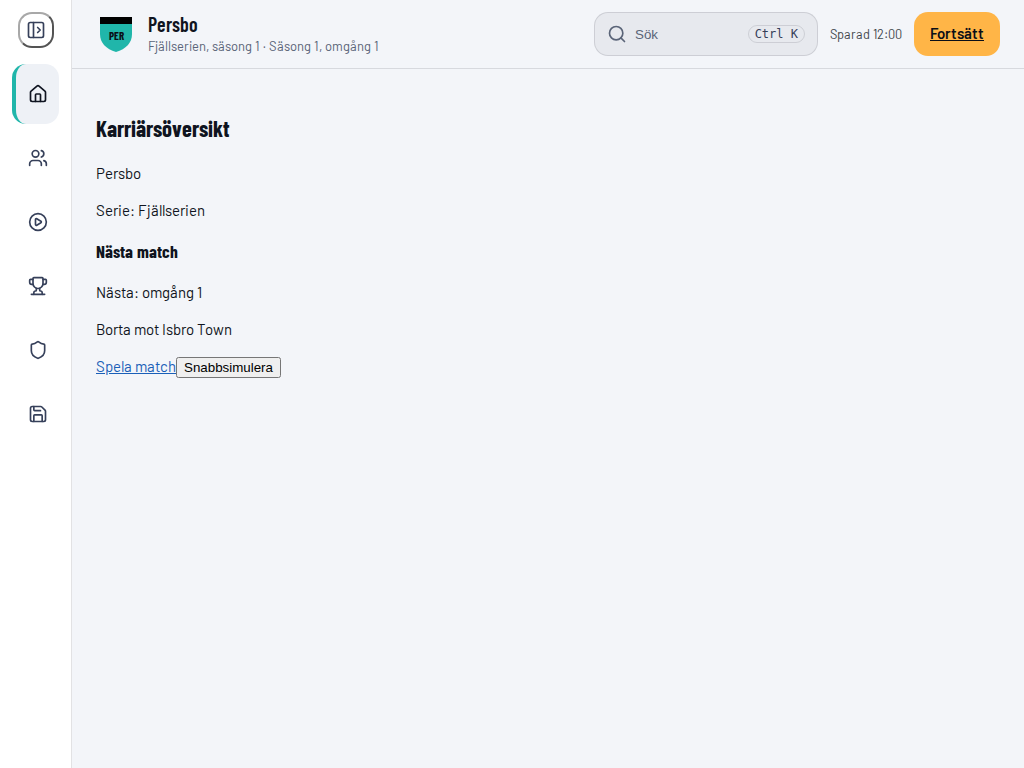 PER
Persbo
Fjällserien, säsong 1 · Säsong 1, omgång 1
Sök
Ctrl K
Sparad 12:00
Fortsätt
Karriärsöversikt
Persbo
Serie: Fjällserien
Nästa match
Nästa: omgång 1
Borta mot Isbro Town
Spela match
Snabbsimulera